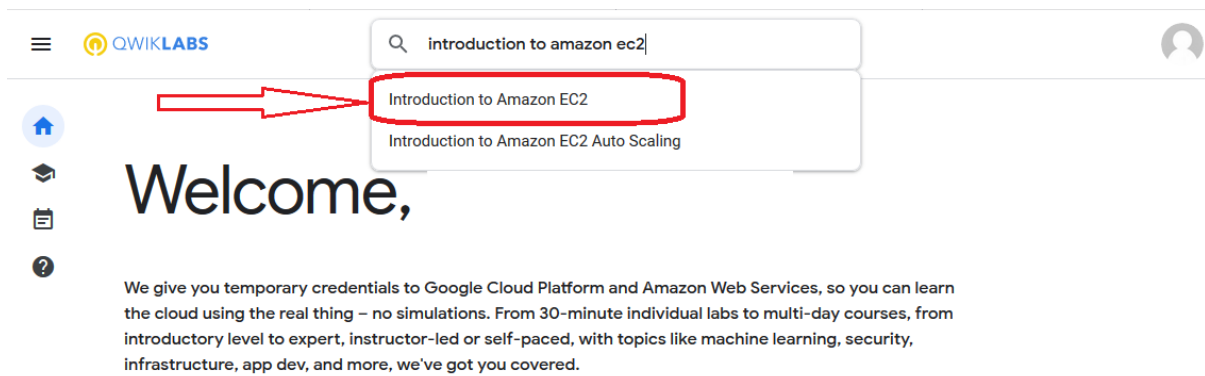 QWIKLABS
introduction to amazon ec2
Introduction to Amazon EC2
Introduction to Amazon EC2 Auto Scaling
Welcome,
We give you temporary credentials to Google Cloud Platform and Amazon Web Services, so you can learn
the cloud using the real thing – no simulations. From 30-minute individual labs to multi-day courses, from
introductory level to expert, instructor-led or self-paced, with topics like machine learning, security,
infrastructure, app dev, and more, we've got you covered.